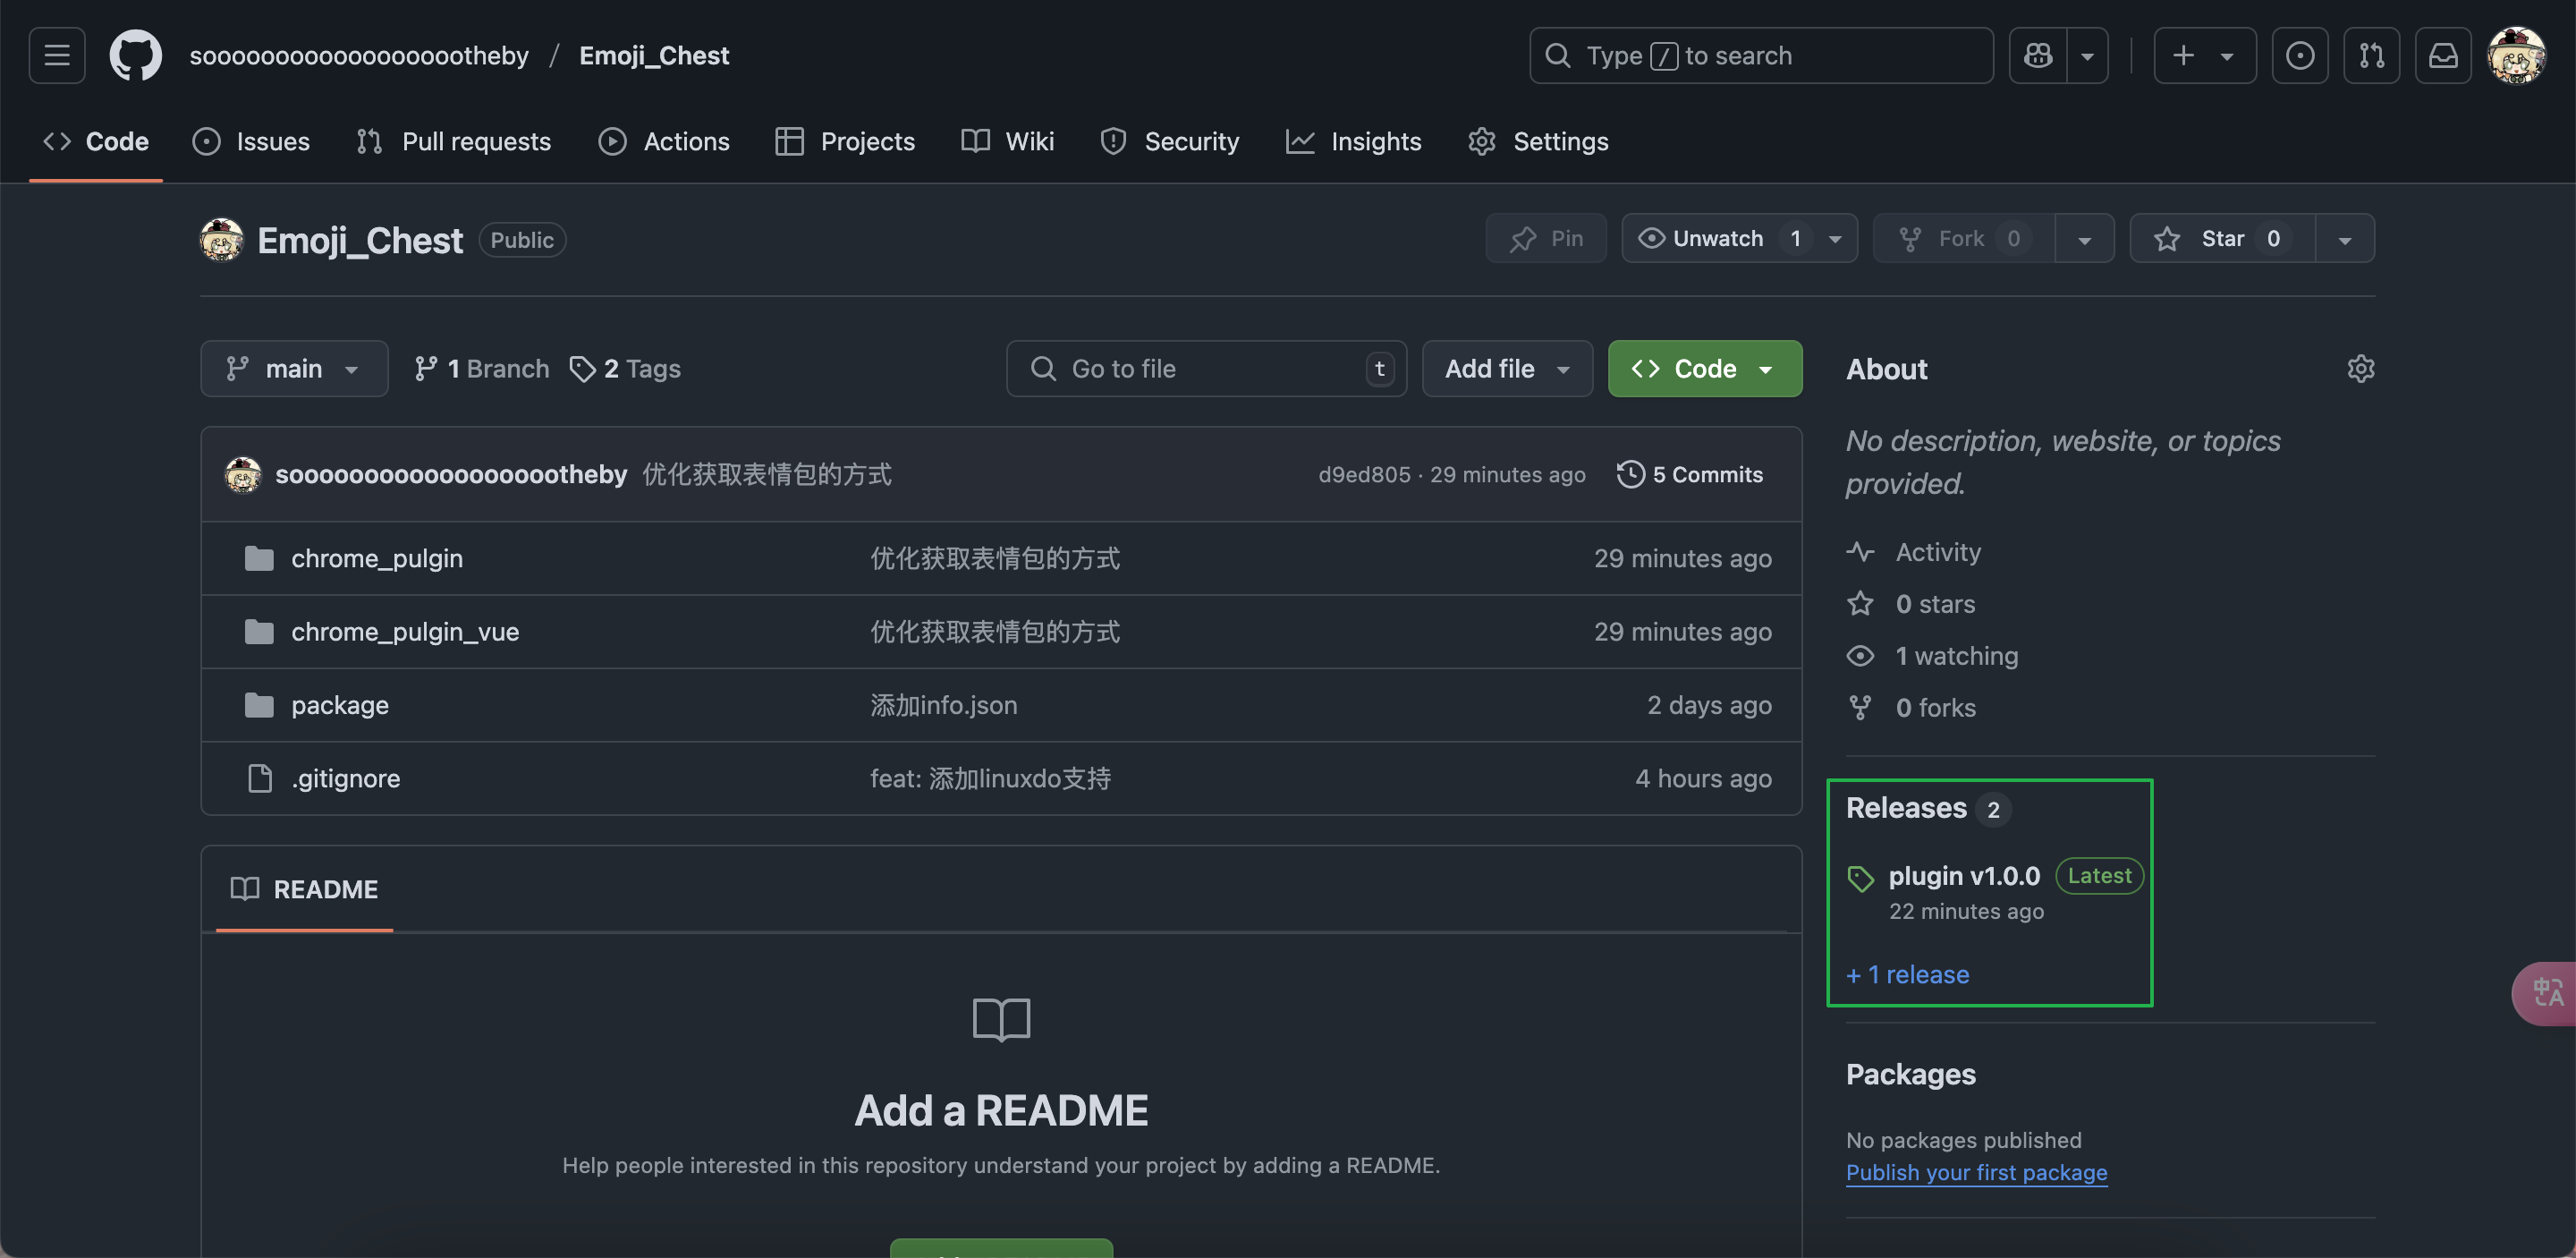 soooooooooooooooootheby / Emoji_Chest
Type / to search
Code Issues Pull requests Actions Projects Wiki Security Insights Settings
Emoji_Chest Public
Pin Unwatch 1 Fork 0 Star 0
main 1 Branch 2 Tags
Go to file t Add file Code
soooooooooooooooootheby 优化获取表情包的方式 d9ed805 · 29 minutes ago 5 Commits
chrome_pulgin 优化获取表情包的方式 29 minutes ago
chrome_pulgin_vue 优化获取表情包的方式 29 minutes ago
package 添加info.json 2 days ago
.gitignore feat: 添加linuxdo支持 4 hours ago
README
Add a README
Help people interested in this repository understand your project by adding a README.
About
No description, website, or topics
provided.
Activity
0 stars
1 watching
0 forks
Releases 2
plugin v1.0.0 Latest
22 minutes ago
+ 1 release
Packages
No packages published
Publish your first package
中A